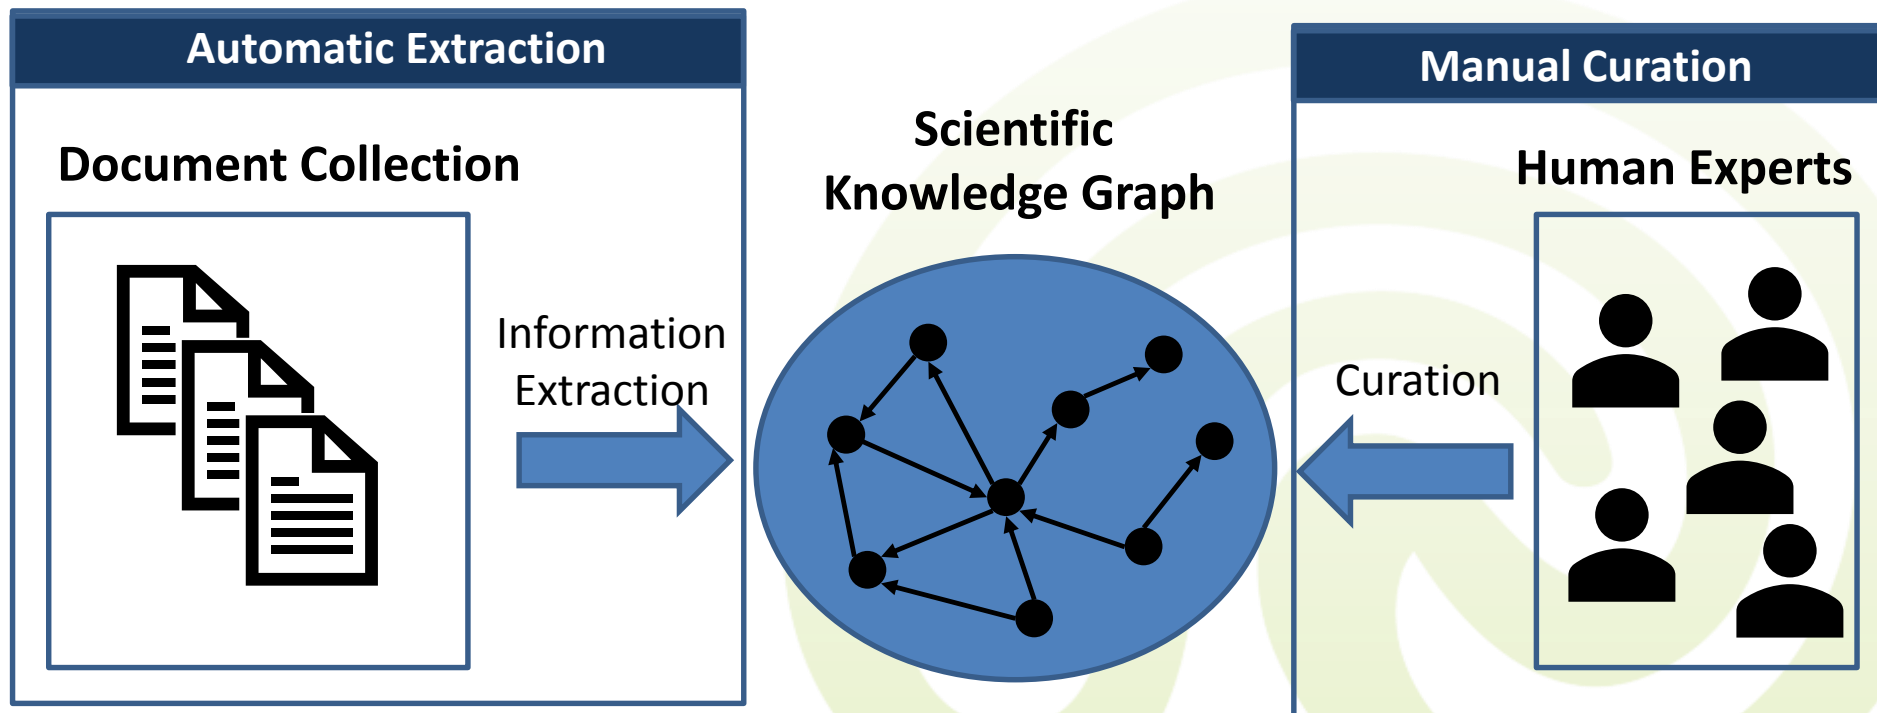 Automatic Extraction
Document Collection
Information
Extraction
Scientific
Knowledge Graph
Manual Curation
Human Experts
Curation